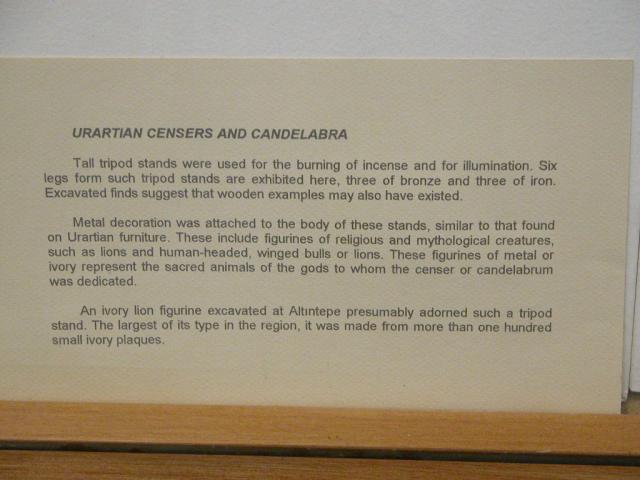 URARTIAN CENSERS AND CANDELABRA
Tall tripod stands were used for the burning of incense and for illumination. Six
legs form such tripod stands are exhibited here, three of bronze and three of iron.
Excavated finds suggest that wooden examples may also have existed.
Metal decoration was attached to the body of these stands, similar to that found
on Urartian furniture. These include figurines of religious and mythological creatures,
such as lions and human-headed, winged bulls or lions. These figurines of metal or
ivory represent the sacred animals of the gods to whom the censer or candelabrum
was dedicated.
An ivory lion figurine excavated at Altıntepe presumably adorned such a tripod
stand. The largest of its type in the region, it was made from more than one hundred
small ivory plaques.